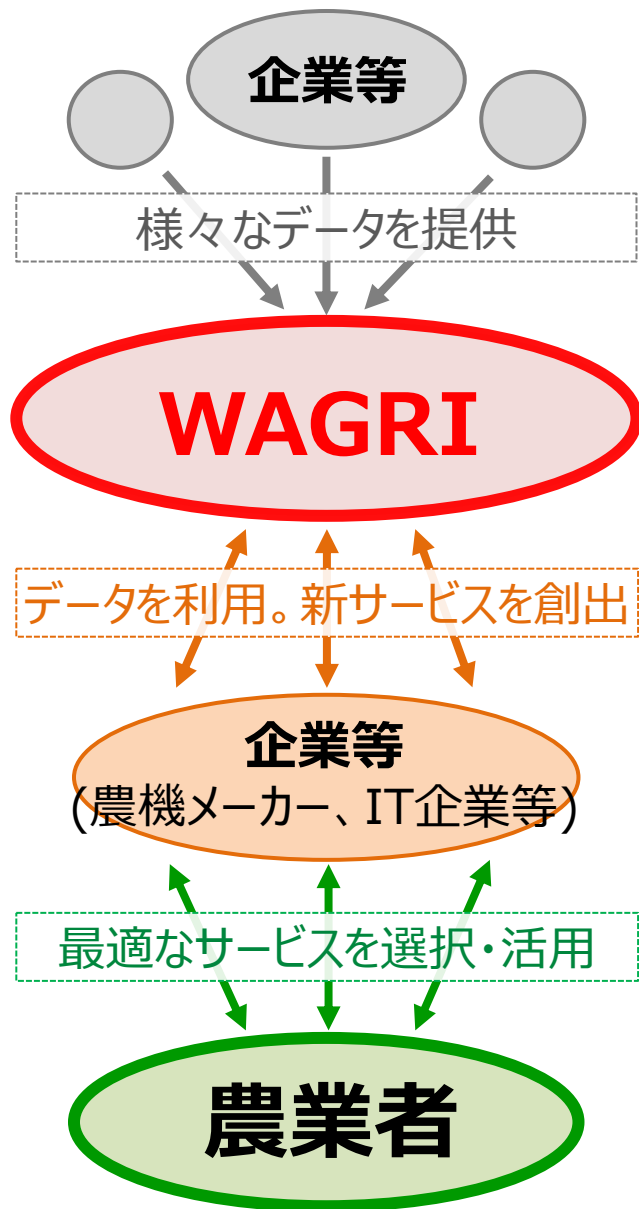 企業等
様々なデータを提供
WAGRI
データを利用。新サービスを創出
企業等
(農機メーカー、IT企業等)
最適なサービスを選択・活用
農業者